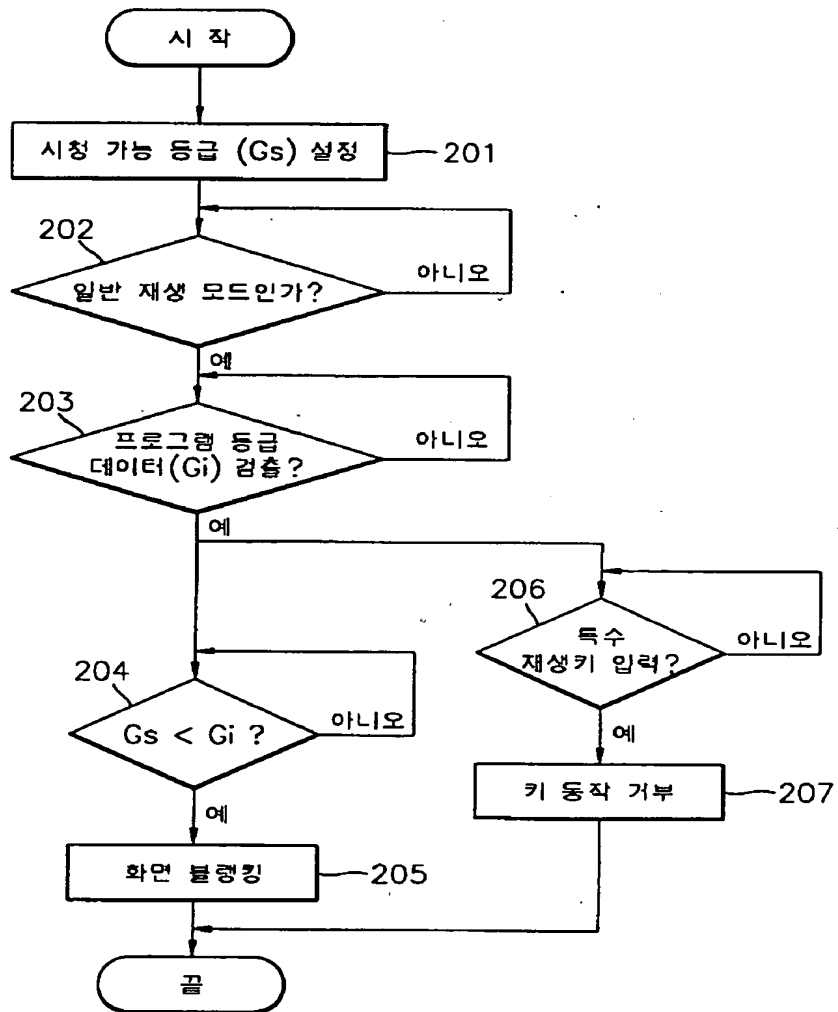 시 작
시청 가능 등급 (Gs) 설정
201
202
일반 재생 모드인가?
아니오
예
203
프로그램 등급
데이터(Gi) 검출?
아니오
예
206
특수
재생키 입력?
아니오
204
Gs < Gi ?
아니오
예
키 동작 거부
207
예
화면 블랭킹
205
끝